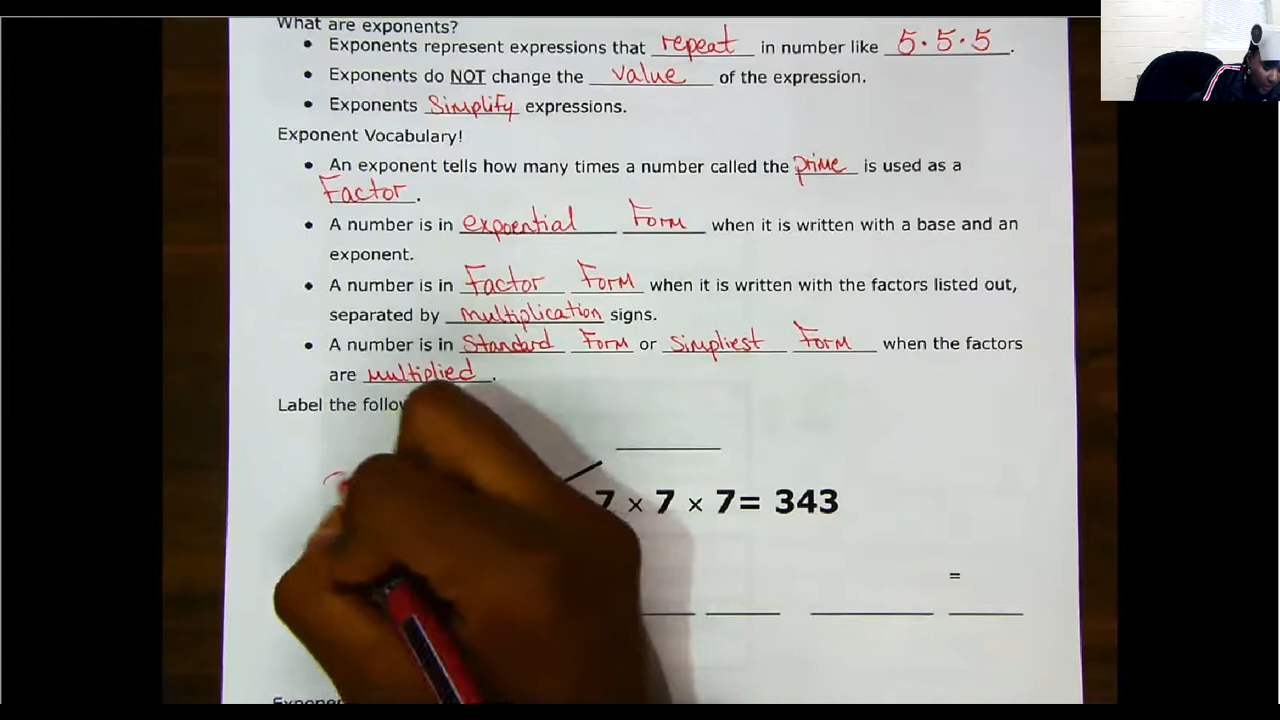 What are exponents?
• Exponents represent expressions that repeat in number like 5·5·5.
• Exponents do NOT change the value of the expression.
• Exponents Simplify expressions.
Exponent Vocabulary!
• An exponent tells how many times a number called the prime is used as a
Factor.
• A number is in expoential Form when it is written with a base and an
exponent.
• A number is in Factor Form when it is written with the factors listed out,
separated by multiplication signs.
• A number is in Standard Form or Simpliest Form when the factors
are multiplied.
Label the
7 × 7 × 7= 343
=